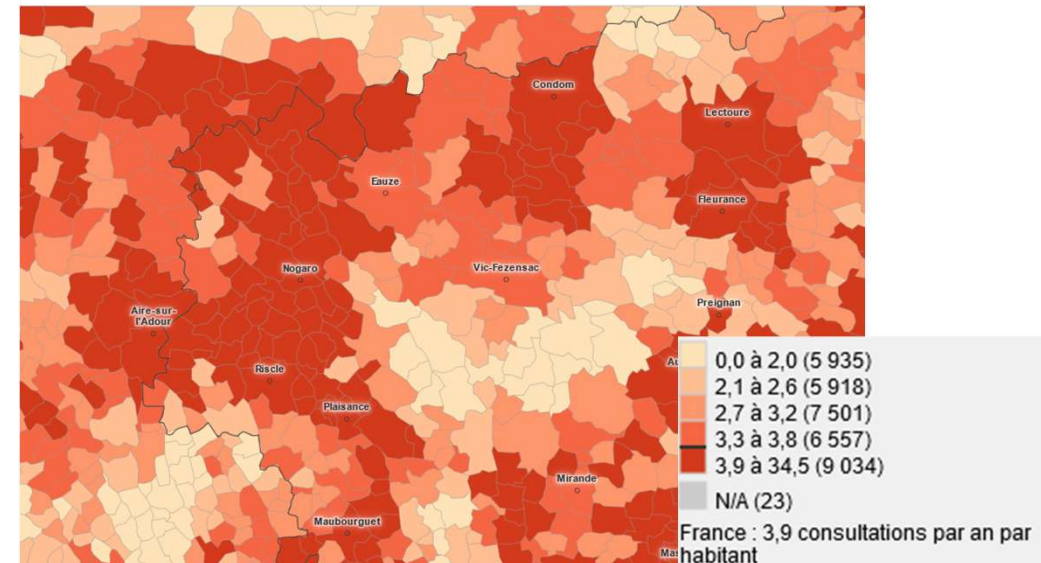 Condom
Lectoure
Eauze
Fleurance
Nogaro
Vic-Fezensac
Preignan
Aire-sur-
l'Adour
Riscle
Plaisance
Mirande
Maubourguet
0,0 à 2,0 (5 935)
2,1 à 2,6 (5 918)
2,7 à 3,2 (7 501)
3,3 à 3,8 (6 557)
3,9 à 34,5 (9 034)
N/A (23)
France : 3,9 consultations par an par
habitant